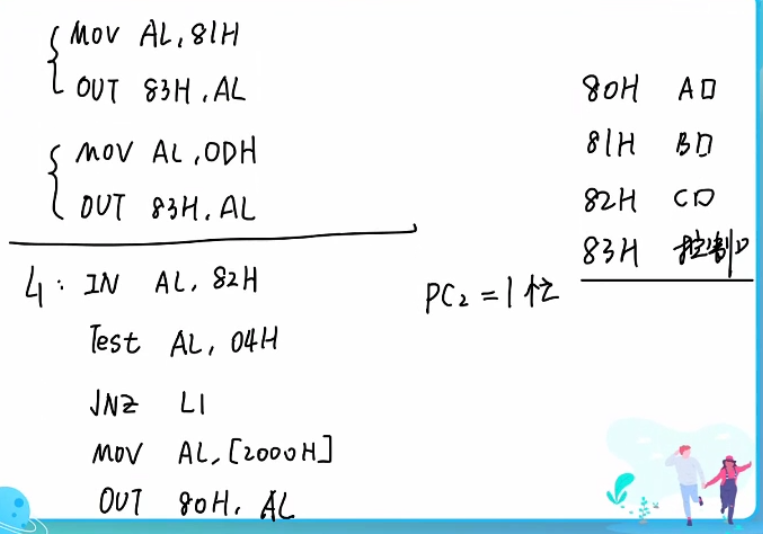 MOV AL, 81H
OUT 83H, AL
MOV AL, 0DH
OUT 83H, AL
80H A口
81H B口
82H C口
83H 控制口
L1: IN AL, 82H
PC₂ = 1 忙
Test AL, 04H
JNZ L1
MOV AL, [2000H]
OUT 80H, AL